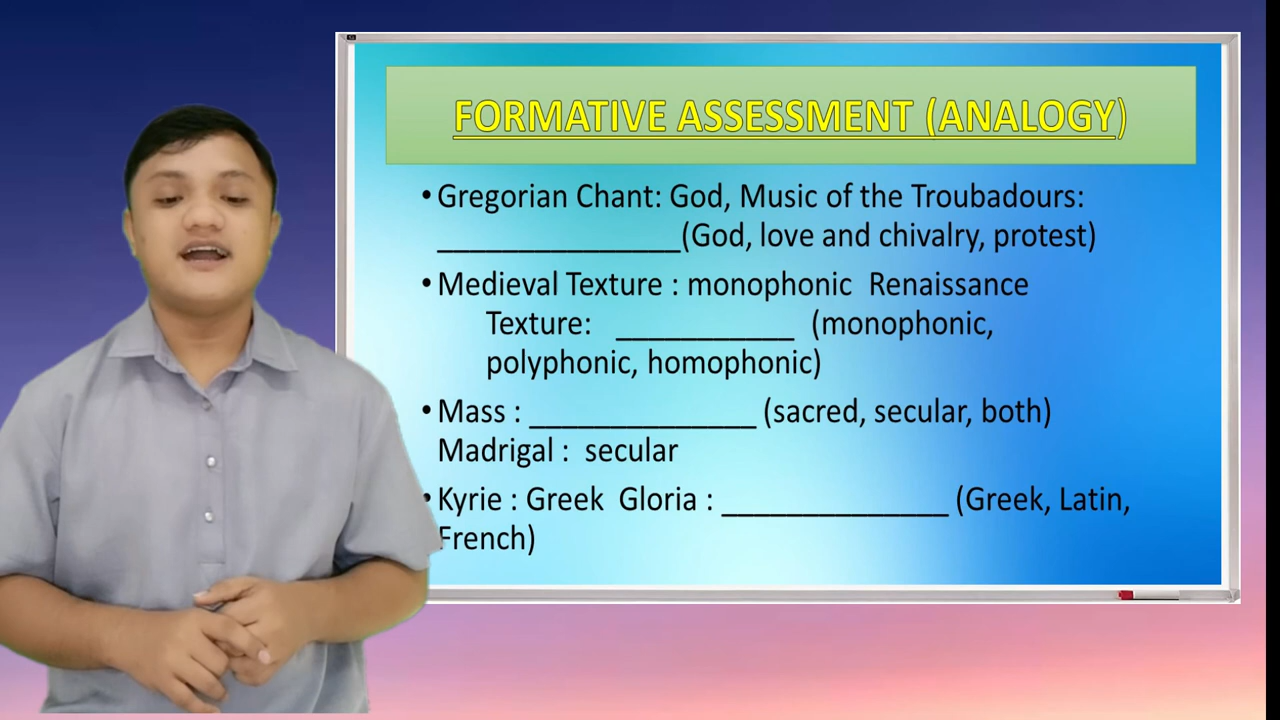 FORMATIVE ASSESSMENT (ANALOGY)
•Gregorian Chant: God, Music of the Troubadours:
_______________(God, love and chivalry, protest)
•Medieval Texture : monophonic  Renaissance
Texture:   ___________  (monophonic,
polyphonic, homophonic)
•Mass : ______________ (sacred, secular, both)
Madrigal :  secular
•Kyrie : Greek  Gloria : ______________ (Greek, Latin,
French)